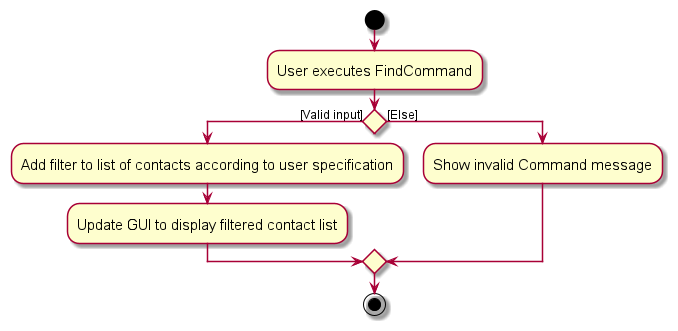 User executes FindCommand
[Valid input]
[Else]
Add filter to list of contacts according to user specification
Show invalid Command message
Update GUI to display filtered contact list